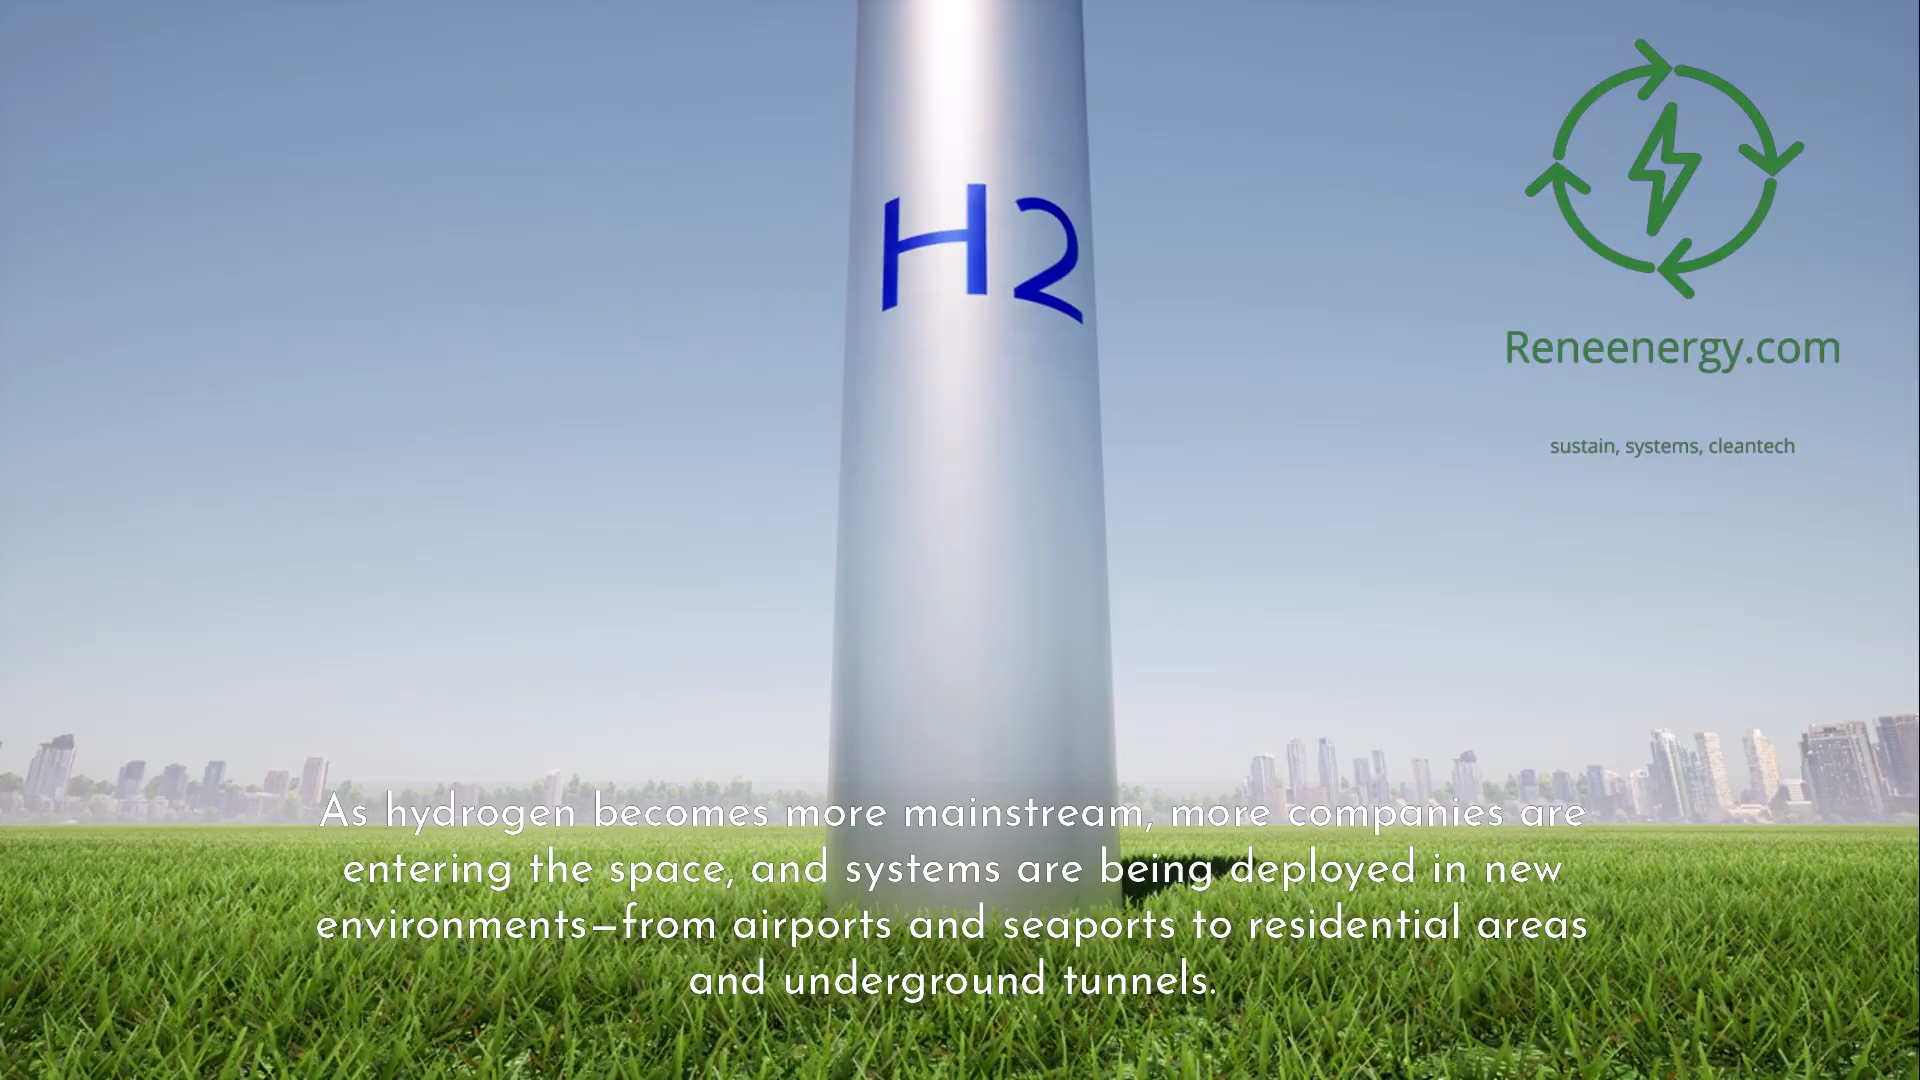 H2
Reneenergy.com
sustain, systems, cleantech
As hydrogen becomes more mainstream, more companies are
entering the space, and systems are being deployed in new
environments—from airports and seaports to residential areas
and underground tunnels.